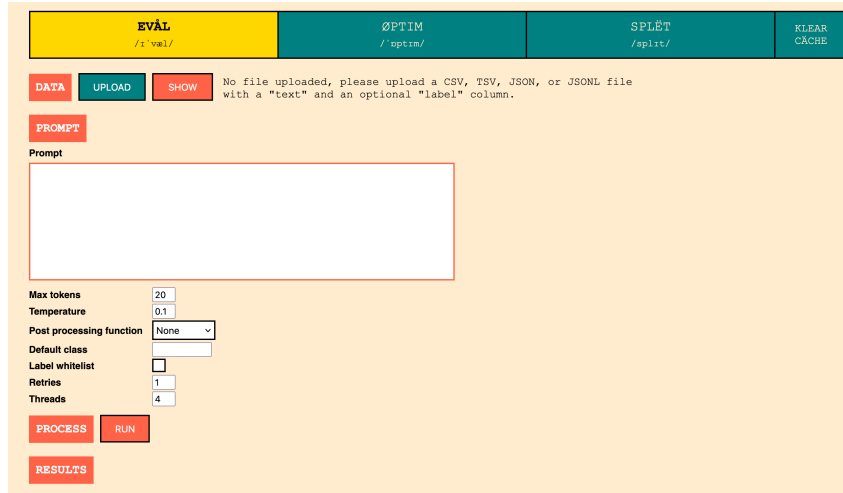 EVÅL
/ɪˈvæl/
ØPTIM
/ˈɒptɪm/
SPLËT
/splɪt/
KLEAR
CÄCHE
DATA
UPLOAD
SHOW
No file uploaded, please upload a CSV, TSV, JSON, or JSONL file
with a "text" and an optional "label" column.
PROMPT
Prompt
Max tokens 20
Temperature 0.1
Post processing function None
Default class
Label whitelist
Retries 1
Threads 4
PROCESS RUN
RESULTS